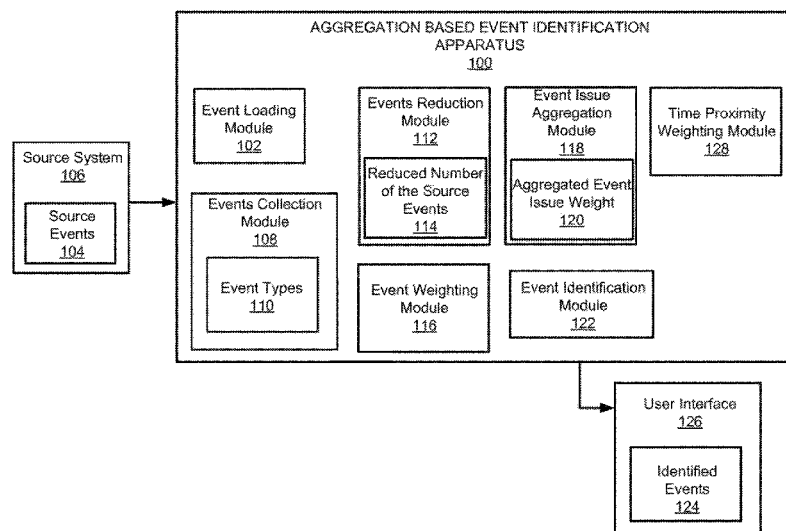 AGGREGATION BASED EVENT IDENTIFICATION
APPARATUS
100
Event Loading
Module
102
Events Reduction
Module
112
Reduced Number
of the Source
Events
114
Event Issue
Aggregation Module
118
Aggregated Event
Issue Weight
120
Time Proximity
Weighting Module
128
Source System
106
Source
Events
104
Events Collection
Module
108
Event Types
110
Event Weighting
Module
116
Event Identification
Module
122
User Interface
126
Identified
Events
124